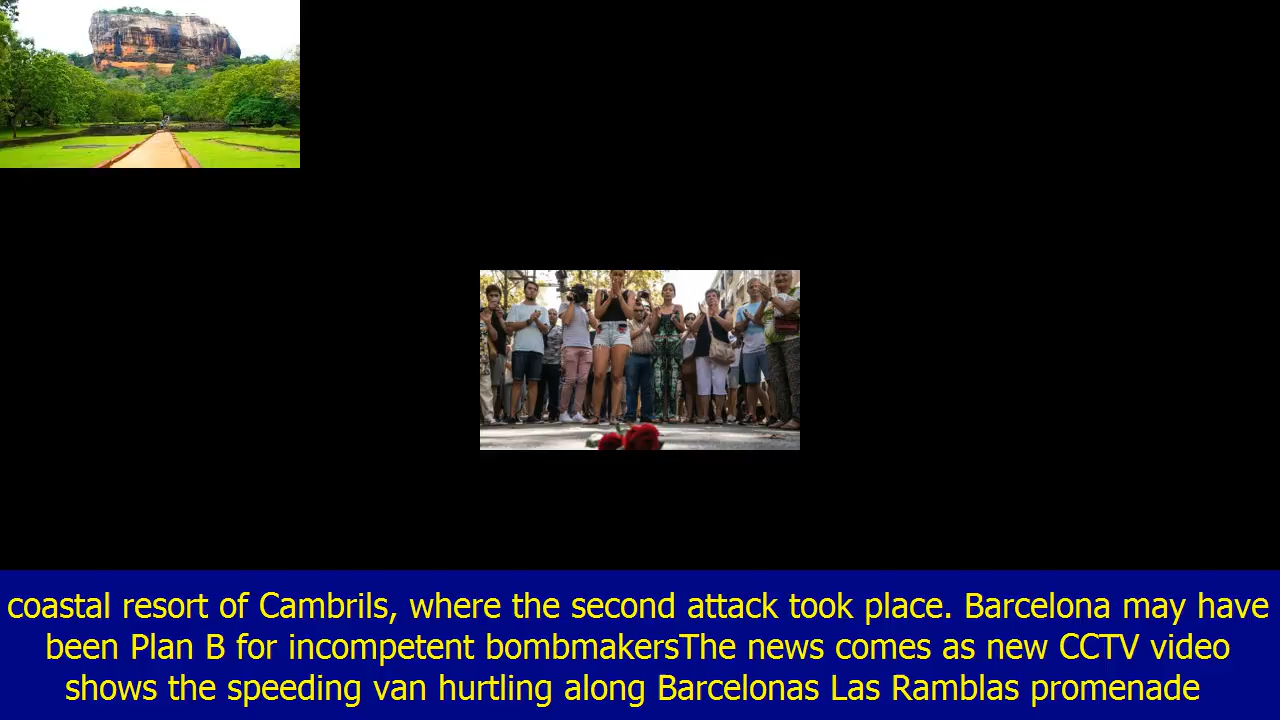 coastal resort of Cambrils, where the second attack took place. Barcelona may have
been Plan B for incompetent bombmakersThe news comes as new CCTV video
shows the speeding van hurtling along Barcelonas Las Ramblas promenade